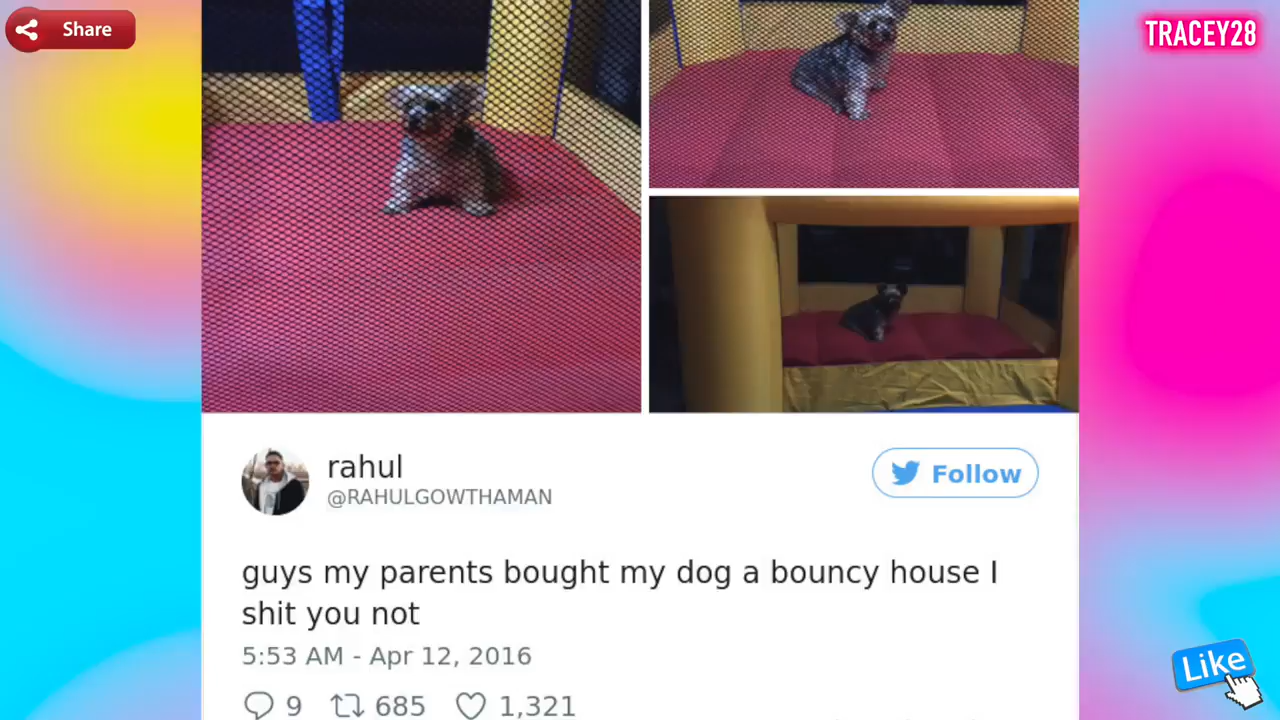 Share
TRACEY28
rahul
@RAHULGOWTHAMAN
Follow
guys my parents bought my dog a bouncy house I
shit you not
5:53 AM - Apr 12, 2016
9 685 1,321
Like